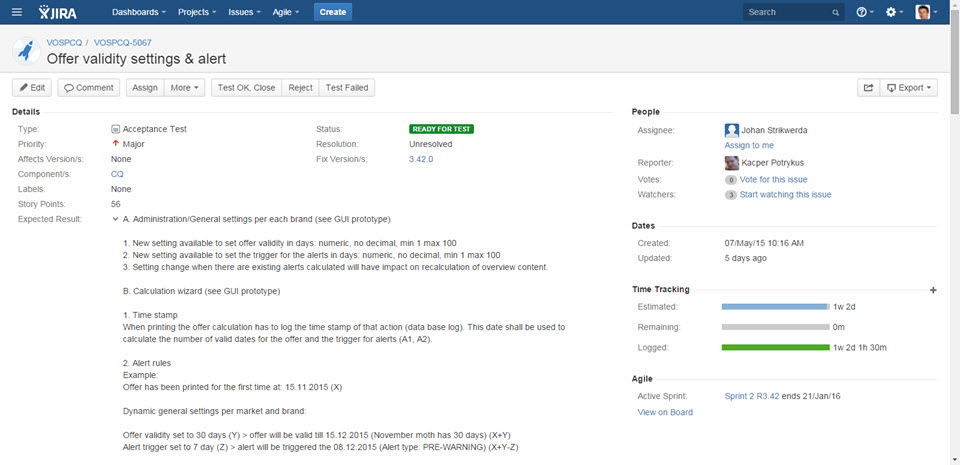 JIRA Dashboards Projects Issues Agile Create Search
VOSPCQ / VOSPCQ-5067
Offer validity settings & alert
Edit Comment Assign More Test OK, Close Reject Test Failed Export
Details
Type: Acceptance Test
Priority: Major
Affects Version/s: None
Component/s: CQ
Labels: None
Story Points: 56
Status: READY FOR TEST
Resolution: Unresolved
Fix Version/s: 3.42.0
Expected Result: A. Administration/General settings per each brand (see GUI prototype)
1. New setting available to set offer validity in days: numeric, no decimal, min 1 max 100
2. New setting available to set the trigger for the alerts in days: numeric, no decimal, min 1 max 100
3. Setting change when there are existing alerts calculated will have impact on recalculation of overview content.
B. Calculation wizard (see GUI prototype)
1. Time stamp
When printing the offer calculation has to log the time stamp of that action (data base log). This date shall be used to
calculate the number of valid dates for the offer and the trigger for alerts (A1, A2).
2. Alert rules
Example:
Offer has been printed for the first time at: 15.11.2015 (X)
Dynamic general settings per market and brand:
Offer validity set to 30 days (Y) > offer will be valid till 15.12.2015 (November moth has 30 days) (X+Y)
Alert trigger set to 7 day (Z) > alert will be triggered the 08.12.2015 (Alert type: PRE-WARNING) (X+Y-Z)
People
Assignee: Johan Strikwerda
Assign to me
Reporter: Kacper Potrykus
Votes: 0 Vote for this issue
Watchers: 3 Start watching this issue
Dates
Created: 07/May/15 10:16 AM
Updated: 5 days ago
Time Tracking
Estimated: 1w 2d
Remaining: 0m
Logged: 1w 2d 1h 30m
Agile
Active Sprint: Sprint 2 R3.42 ends 21/Jan/16
View on Board